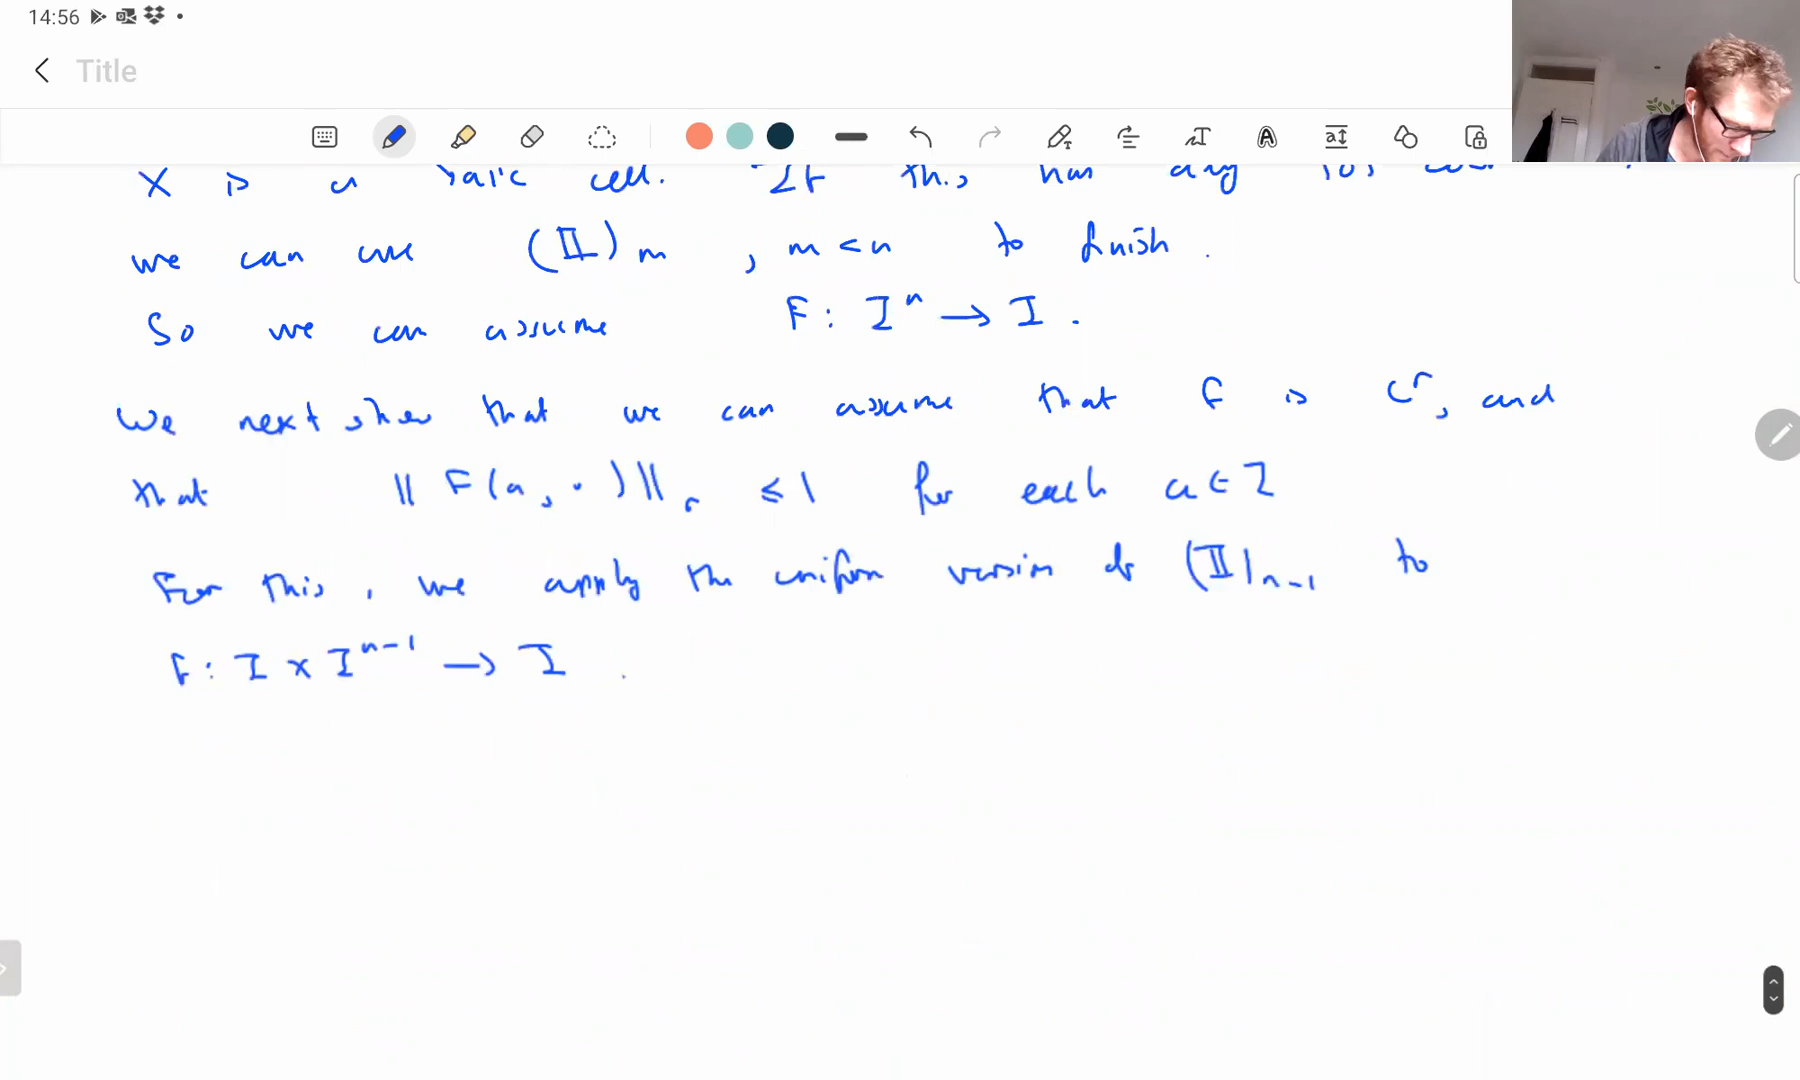 14:56
Title
X is a basic cell. If this has any 
we can use (II)m , m < n to finish .
So we can assume F : I^n → I .
We next show that we can assume that F is C^r, and
that || F(a, ·) ||_r ≤ 1 for each a ∈ I
For this , we apply the uniform version of (II)_{n-1} to
F : I × I^{n-1} → I .